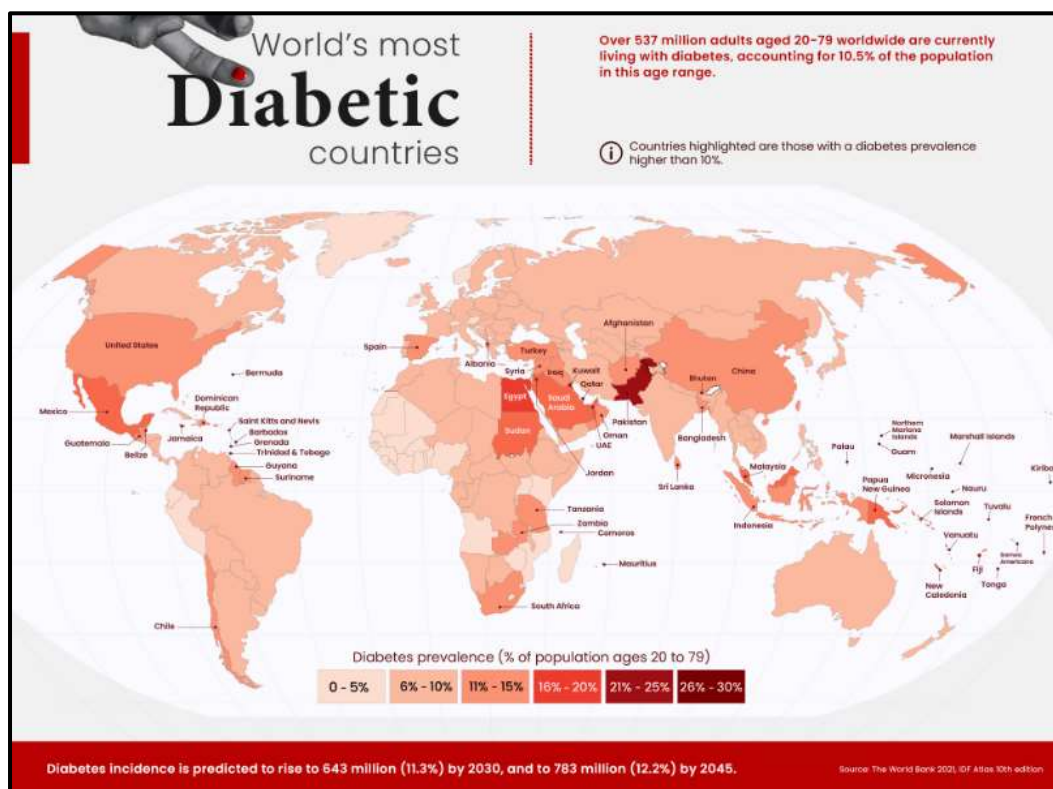 World's most
Diabetic
countries
Over 537 million adults aged 20-79 worldwide are currently
living with diabetes, accounting for 10.5% of the population
in this age range.
i
Countries highlighted are those with a diabetes prevalence
higher than 10%.
United States
Bermuda
Mexico
Dominican
Republic
Saint Kitts and Nevis
Barbados
Grenada
Trinidad & Tobago
Guatemala
Jamaica
Belize
Guyana
Suriname
Chile
Spain
Albania
Turkey
Syria
Iraq
Kuwait
Qatar
Afghanistan
Egypt
Saudi
Arabia
Sudan
Oman
UAE
Jordan
Pakistan
Bhutan
China
Bangladesh
Sri Lanka
Tanzania
Zambia
Comoros
Mauritius
South Africa
Malaysia
Indonesia
Palau
Northern
Mariana
Islands
Guam
Marshall Islands
Micronesia
Papua
New Guinea
Nauru
Kiriba
Solomon
Islands
Tuvalu
French
Polyne
Vanuatu
Samoa
Americana
Fiji
Tonga
New
Caledonia
Diabetes prevalence (% of population ages 20 to 79)
0 - 5%
6% - 10%
11% - 15%
16% - 20%
21% - 25%
26% - 30%
Diabetes incidence is predicted to rise to 643 million (11.3%) by 2030, and to 783 million (12.2%) by 2045.
Source: The World Bank 2021, IDF Atlas 10th edition